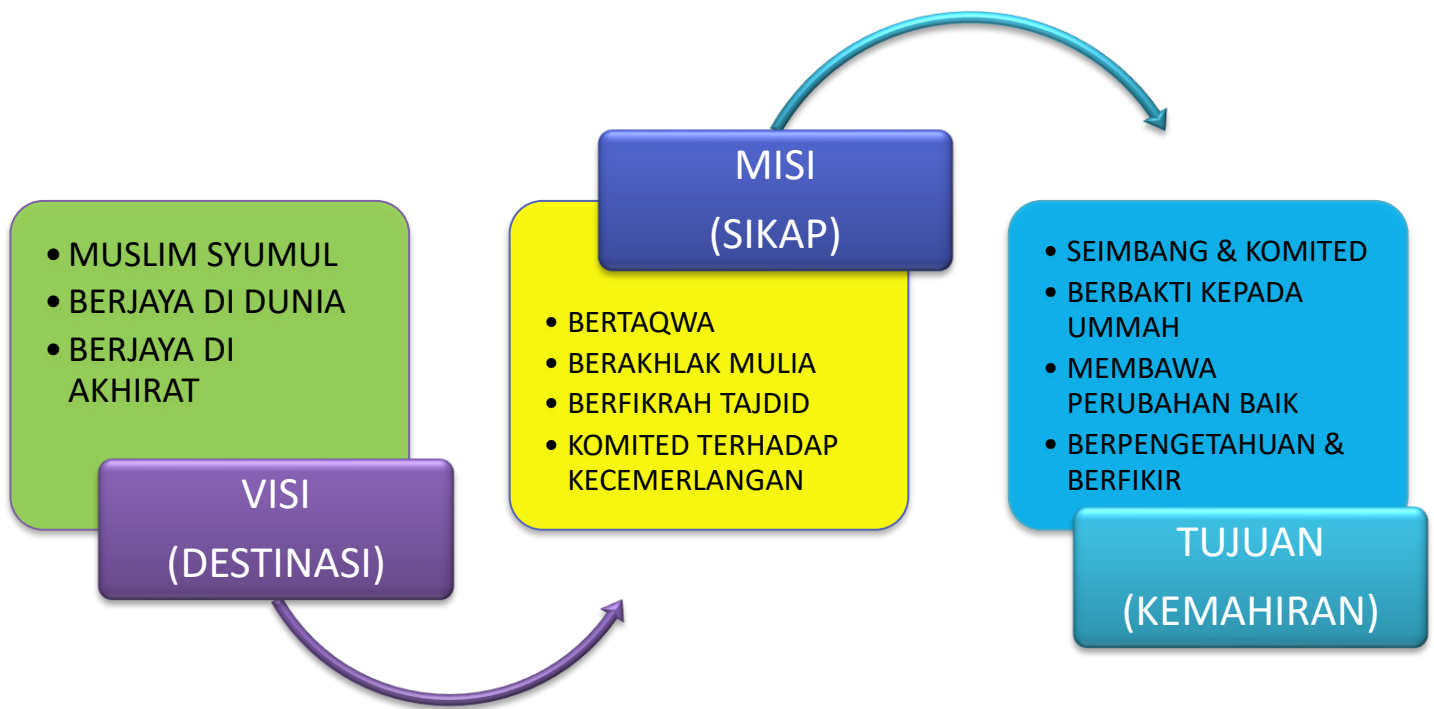 • MUSLIM SYUMUL
• BERJAYA DI DUNIA
• BERJAYA DI
AKHIRAT
VISI
(DESTINASI)
MISI
(SIKAP)
• BERTAQWA
• BERAKHLAK MULIA
• BERFIKRAH TAJDID
• KOMITED TERHADAP
KECEMERLANGAN
• SEIMBANG & KOMITED
• BERBAKTI KEPADA
UMMAH
• MEMBAWA
PERUBAHAN BAIK
• BERPENGETAHUAN &
BERFIKIR
TUJUAN
(KEMAHIRAN)